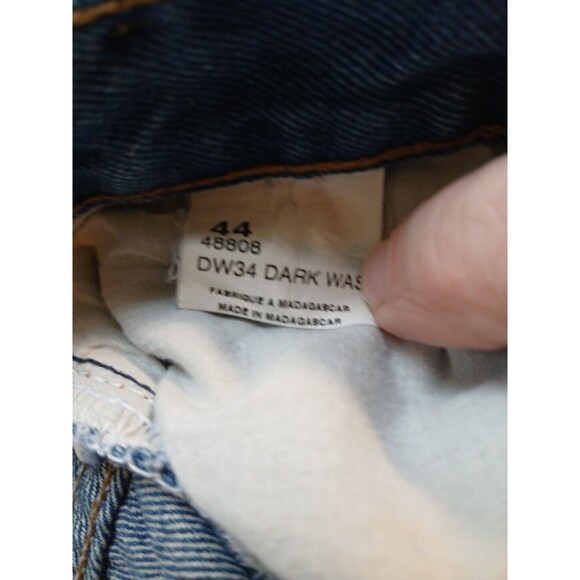 44
48808
DW34 DARK WAS
FABRIQUE A MADAGASCAR
MADE IN MADAGASCAR